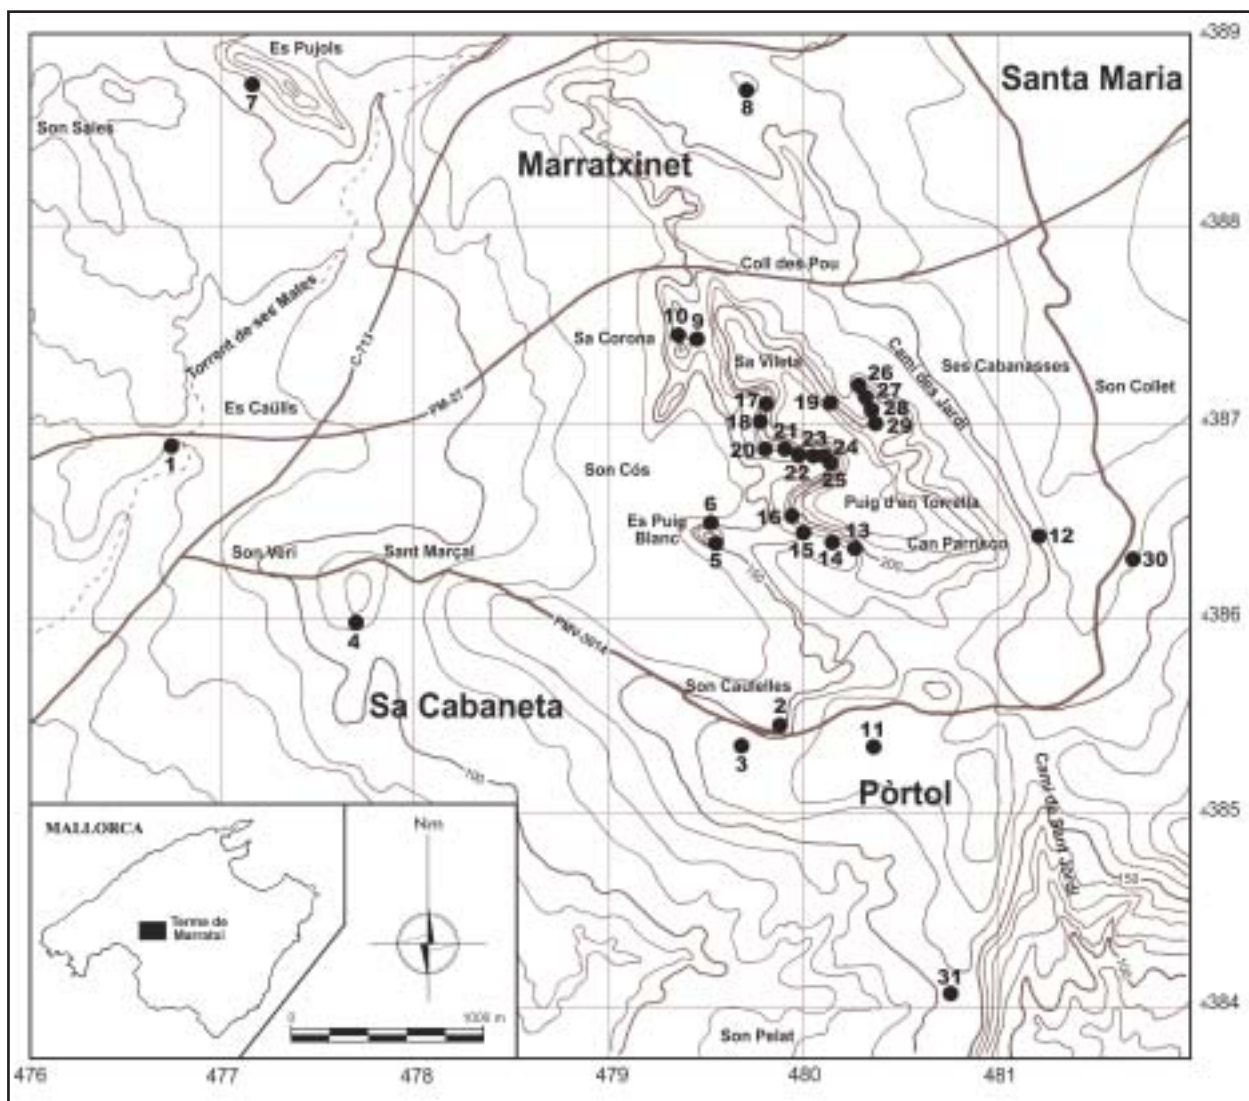 4389
Es Pujols
Santa Maria
7
8
Son Sales
Marratxinet
4388
Coll des Pou
Torrent de ses Mates
C-713
10 9
Sa Corona
Sa Vileta
Camí des Jardí
Ses Cabanasses
PM-27
26
Son Collet
27
Es Caülls
17
19
28
4387
18
21
23
29
1
20
24
22
Son Cós
25
6
Puig d'en Torrella
Es Puig
Blanc
16
13
12
Son Verí
Sant Marçal
5
15
14
Can Parrisco
30
150
200
4386
4
PMV-3014
Son Caulelles
Sa Cabaneta
2
11
3
100
Pòrtol
4385
Camí de Sant Jordi
MALLORCA
Nm
150
Terme de
Marratxí
100
31
4384
0
1000 m
Son Pelat
476
477
478
479
480
481